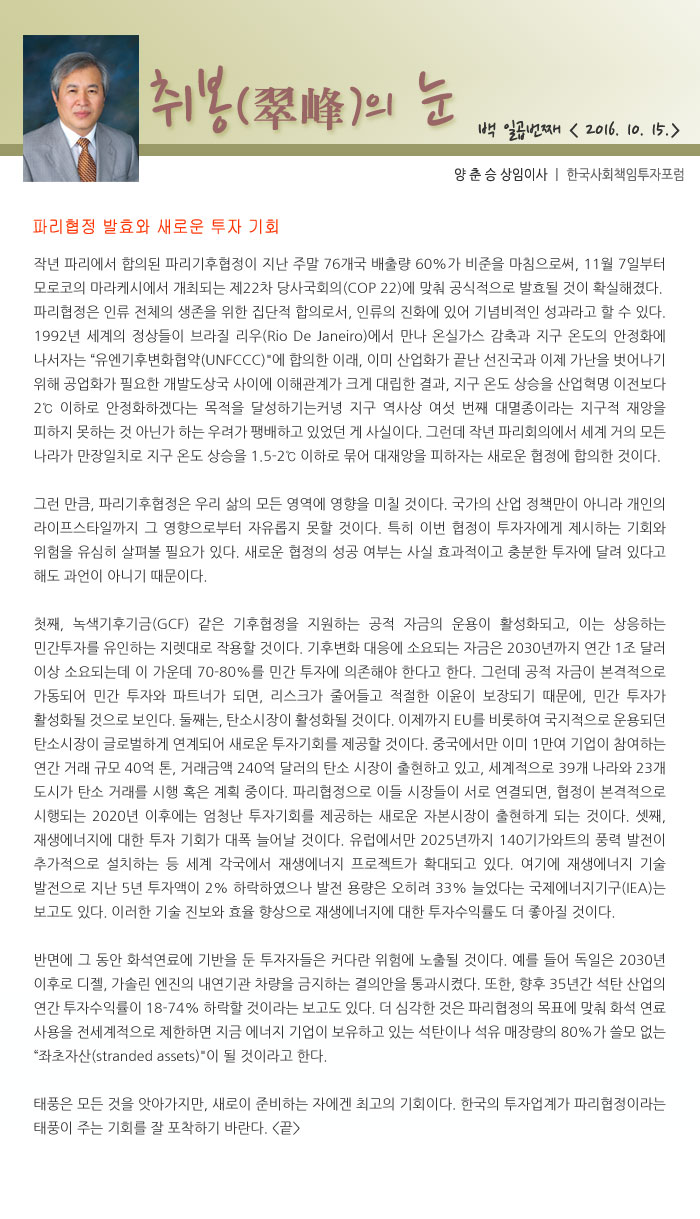 취봉(翠峰)의 눈
백 일곱번째 < 2016. 10. 15.>
양 춘 승 상임이사 | 한국사회책임투자포럼
파리협정 발효와 새로운 투자 기회
작년 파리에서 합의된 파리기후협정이 지난 주말 76개국 배출량 60%가 비준을 마침으로써, 11월 7일부터
모로코의 마라케시에서 개최되는 제22차 당사국회의(COP 22)에 맞춰 공식적으로 발효될 것이 확실해졌다.
파리협정은 인류 전체의 생존을 위한 집단적 합의로서, 인류의 진화에 있어 기념비적인 성과라고 할 수 있다.
1992년 세계의 정상들이 브라질 리우(Rio De Janeiro)에서 만나 온실가스 감축과 지구 온도의 안정화에
나서자는 “유엔기후변화협약(UNFCCC)"에 합의한 이래, 이미 산업화가 끝난 선진국과 이제 가난을 벗어나기
위해 공업화가 필요한 개발도상국 사이에 이해관계가 크게 대립한 결과, 지구 온도 상승을 산업혁명 이전보다
2℃ 이하로 안정화하겠다는 목적을 달성하기는커녕 지구 역사상 여섯 번째 대멸종이라는 지구적 재앙을
피하지 못하는 것 아닌가 하는 우려가 팽배하고 있었던 게 사실이다. 그런데 작년 파리회의에서 세계 거의 모든
나라가 만장일치로 지구 온도 상승을 1.5-2℃ 이하로 묶어 대재앙을 피하자는 새로운 협정에 합의한 것이다.
그런 만큼, 파리기후협정은 우리 삶의 모든 영역에 영향을 미칠 것이다. 국가의 산업 정책만이 아니라 개인의
라이프스타일까지 그 영향으로부터 자유롭지 못할 것이다. 특히 이번 협정이 투자자에게 제시하는 기회와
위험을 유심히 살펴볼 필요가 있다. 새로운 협정의 성공 여부는 사실 효과적이고 충분한 투자에 달려 있다고
해도 과언이 아니기 때문이다.
첫째, 녹색기후기금(GCF) 같은 기후협정을 지원하는 공적 자금의 운용이 활성화되고, 이는 상응하는
민간투자를 유인하는 지렛대로 작용할 것이다. 기후변화 대응에 소요되는 자금은 2030년까지 연간 1조 달러
이상 소요되는데 이 가운데 70-80%를 민간 투자에 의존해야 한다고 한다. 그런데 공적 자금이 본격적으로
가동되어 민간 투자와 파트너가 되면, 리스크가 줄어들고 적절한 이윤이 보장되기 때문에, 민간 투자가
활성화될 것으로 보인다. 둘째는, 탄소시장이 활성화될 것이다. 이제까지 EU를 비롯하여 국지적으로 운용되던
탄소시장이 글로벌하게 연계되어 새로운 투자기회를 제공할 것이다. 중국에서만 이미 1만여 기업이 참여하는
연간 거래 규모 40억 톤, 거래금액 240억 달러의 탄소 시장이 출현하고 있고, 세계적으로 39개 나라와 23개
도시가 탄소 거래를 시행 혹은 계획 중이다. 파리협정으로 이들 시장들이 서로 연결되면, 협정이 본격적으로
시행되는 2020년 이후에는 엄청난 투자기회를 제공하는 새로운 자본시장이 출현하게 되는 것이다. 셋째,
재생에너지에 대한 투자 기회가 대폭 늘어날 것이다. 유럽에서만 2025년까지 140기가와트의 풍력 발전이
추가적으로 설치하는 등 세계 각국에서 재생에너지 프로젝트가 확대되고 있다. 여기에 재생에너지 기술
발전으로 지난 5년 투자액이 2% 하락하였으나 발전 용량은 오히려 33% 늘었다는 국제에너지기구(IEA)는
보고도 있다. 이러한 기술 진보와 효율 향상으로 재생에너지에 대한 투자수익률도 더 좋아질 것이다.
반면에 그 동안 화석연료에 기반을 둔 투자자들은 커다란 위험에 노출될 것이다. 예를 들어 독일은 2030년
이후로 디젤, 가솔린 엔진의 내연기관 차량을 금지하는 결의안을 통과시켰다. 또한, 향후 35년간 석탄 산업의
연간 투자수익률이 18-74% 하락할 것이라는 보고도 있다. 더 심각한 것은 파리협정의 목표에 맞춰 화석 연료
사용을 전세계적으로 제한하면 지금 에너지 기업이 보유하고 있는 석탄이나 석유 매장량의 80%가 쓸모 없는
“좌초자산(stranded assets)"이 될 것이라고 한다.
태풍은 모든 것을 앗아가지만, 새로이 준비하는 자에겐 최고의 기회이다. 한국의 투자업계가 파리협정이라는
태풍이 주는 기회를 잘 포착하기 바란다. <끝>